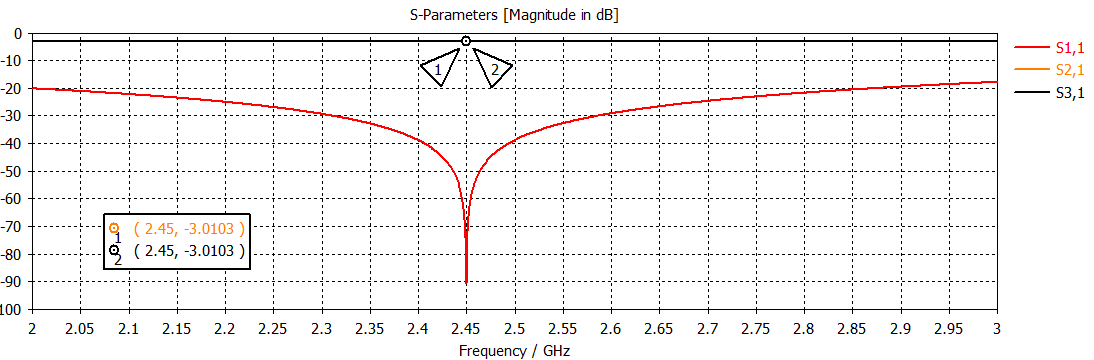 S-Parameters [Magnitude in dB]
0
-10
-20
-30
-40
-50
-60
-70
-80
-90
100
1
2
1 ( 2.45, -3.0103 )
2 ( 2.45, -3.0103 )
2 2.05 2.1 2.15 2.2 2.25 2.3 2.35 2.4 2.45 2.5 2.55 2.6 2.65 2.7 2.75 2.8 2.85 2.9 2.95 3
Frequency / GHz
S1,1
S2,1
S3,1